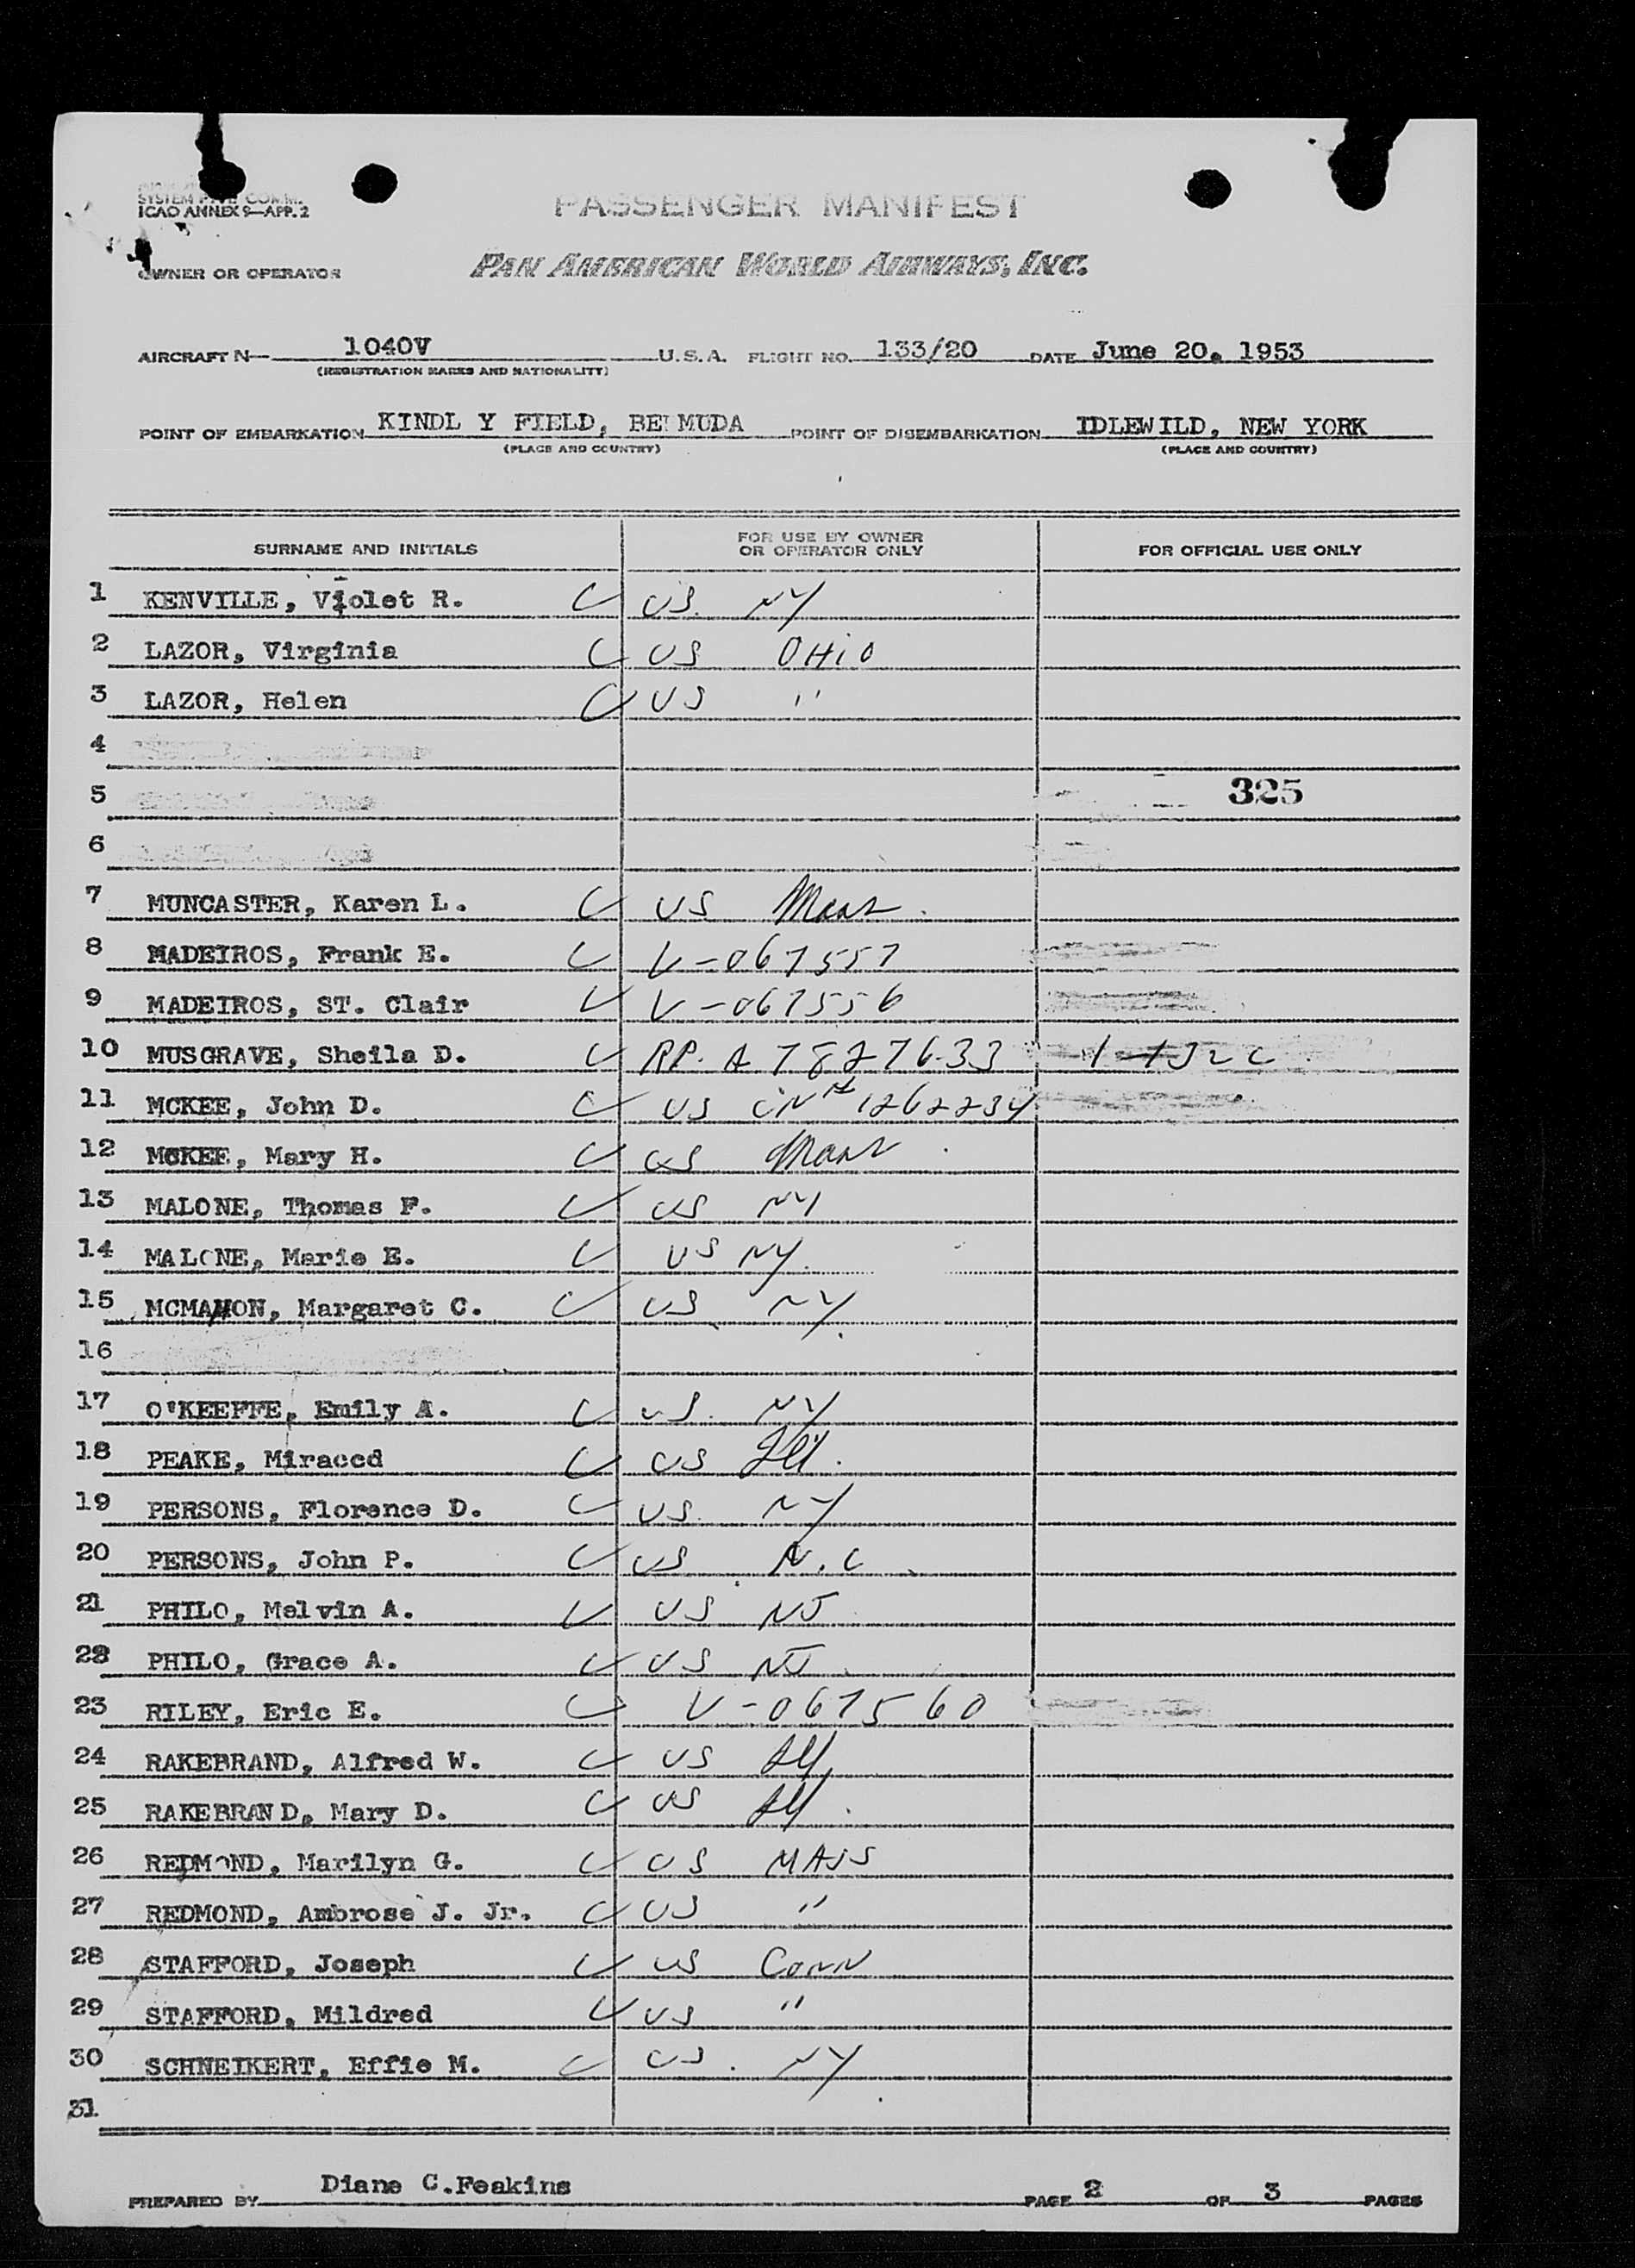 SYSTEM COMM.
ICAO ANNEX 9—APP. 2
PASSENGER MANIFEST
OWNER OR OPERATOR PAN AMERICAN WORLD AIRWAYS, INC.
AIRCRAFT N— 1040V U.S.A. FLIGHT NO. 133/20 DATE June 20. 1953
(REGISTRATION MARKS AND NATIONALITY)
POINT OF EMBARKATION KINDL Y FIELD, BE MUDA POINT OF DISEMBARKATION IDLEWILD, NEW YORK
(PLACE AND COUNTRY) (PLACE AND COUNTRY)
SURNAME AND INITIALS FOR USE BY OWNER OR OPERATOR ONLY FOR OFFICIAL USE ONLY
1 KENVILLE, Violet R. US. NY
2 LAZOR, Virginia US OHiO
3 LAZOR, Helen US "
4
5 325
6
7 MUNCASTER, Karen L. US Mass.
8 MADEIROS, Frank E. V-067557
9 MADEIROS, ST. Clair V-067556
10 MUSGRAVE, Sheila D. RP. A 7827633
11 MCKEE, John D. US CN# 1262234
12 MCKEE, Mary H. US Mass
13 MALONE, Thomas F. US NY
14 MALONE, Marie E. US NY.
15 MCMAHON, Margaret C. US NY
16
17 O'KEEFFE, Emily A. US. NY
18 PEAKE, Miraced US Ill.
19 PERSONS, Florence D. US. NY
20 PERSONS, John P. US N.C
21 PHILO, Melvin A. US NJ
22 PHILO, Grace A. US NJ
23 RILEY, Eric E. V-067560
24 RAKEBRAND, Alfred W. US Ill
25 RAKEBRAND, Mary D. US Ill.
26 REDMOND, Marilyn G. US MASS
27 REDMOND, Ambrose J. Jr. US "
28 STAFFORD, Joseph US CONN
29 STAFFORD, Mildred US "
30 SCHNEIKERT, Effie M. US. NY
31
PREPARED BY Diane C.Feakins PAGE 2 OF 3 PAGES